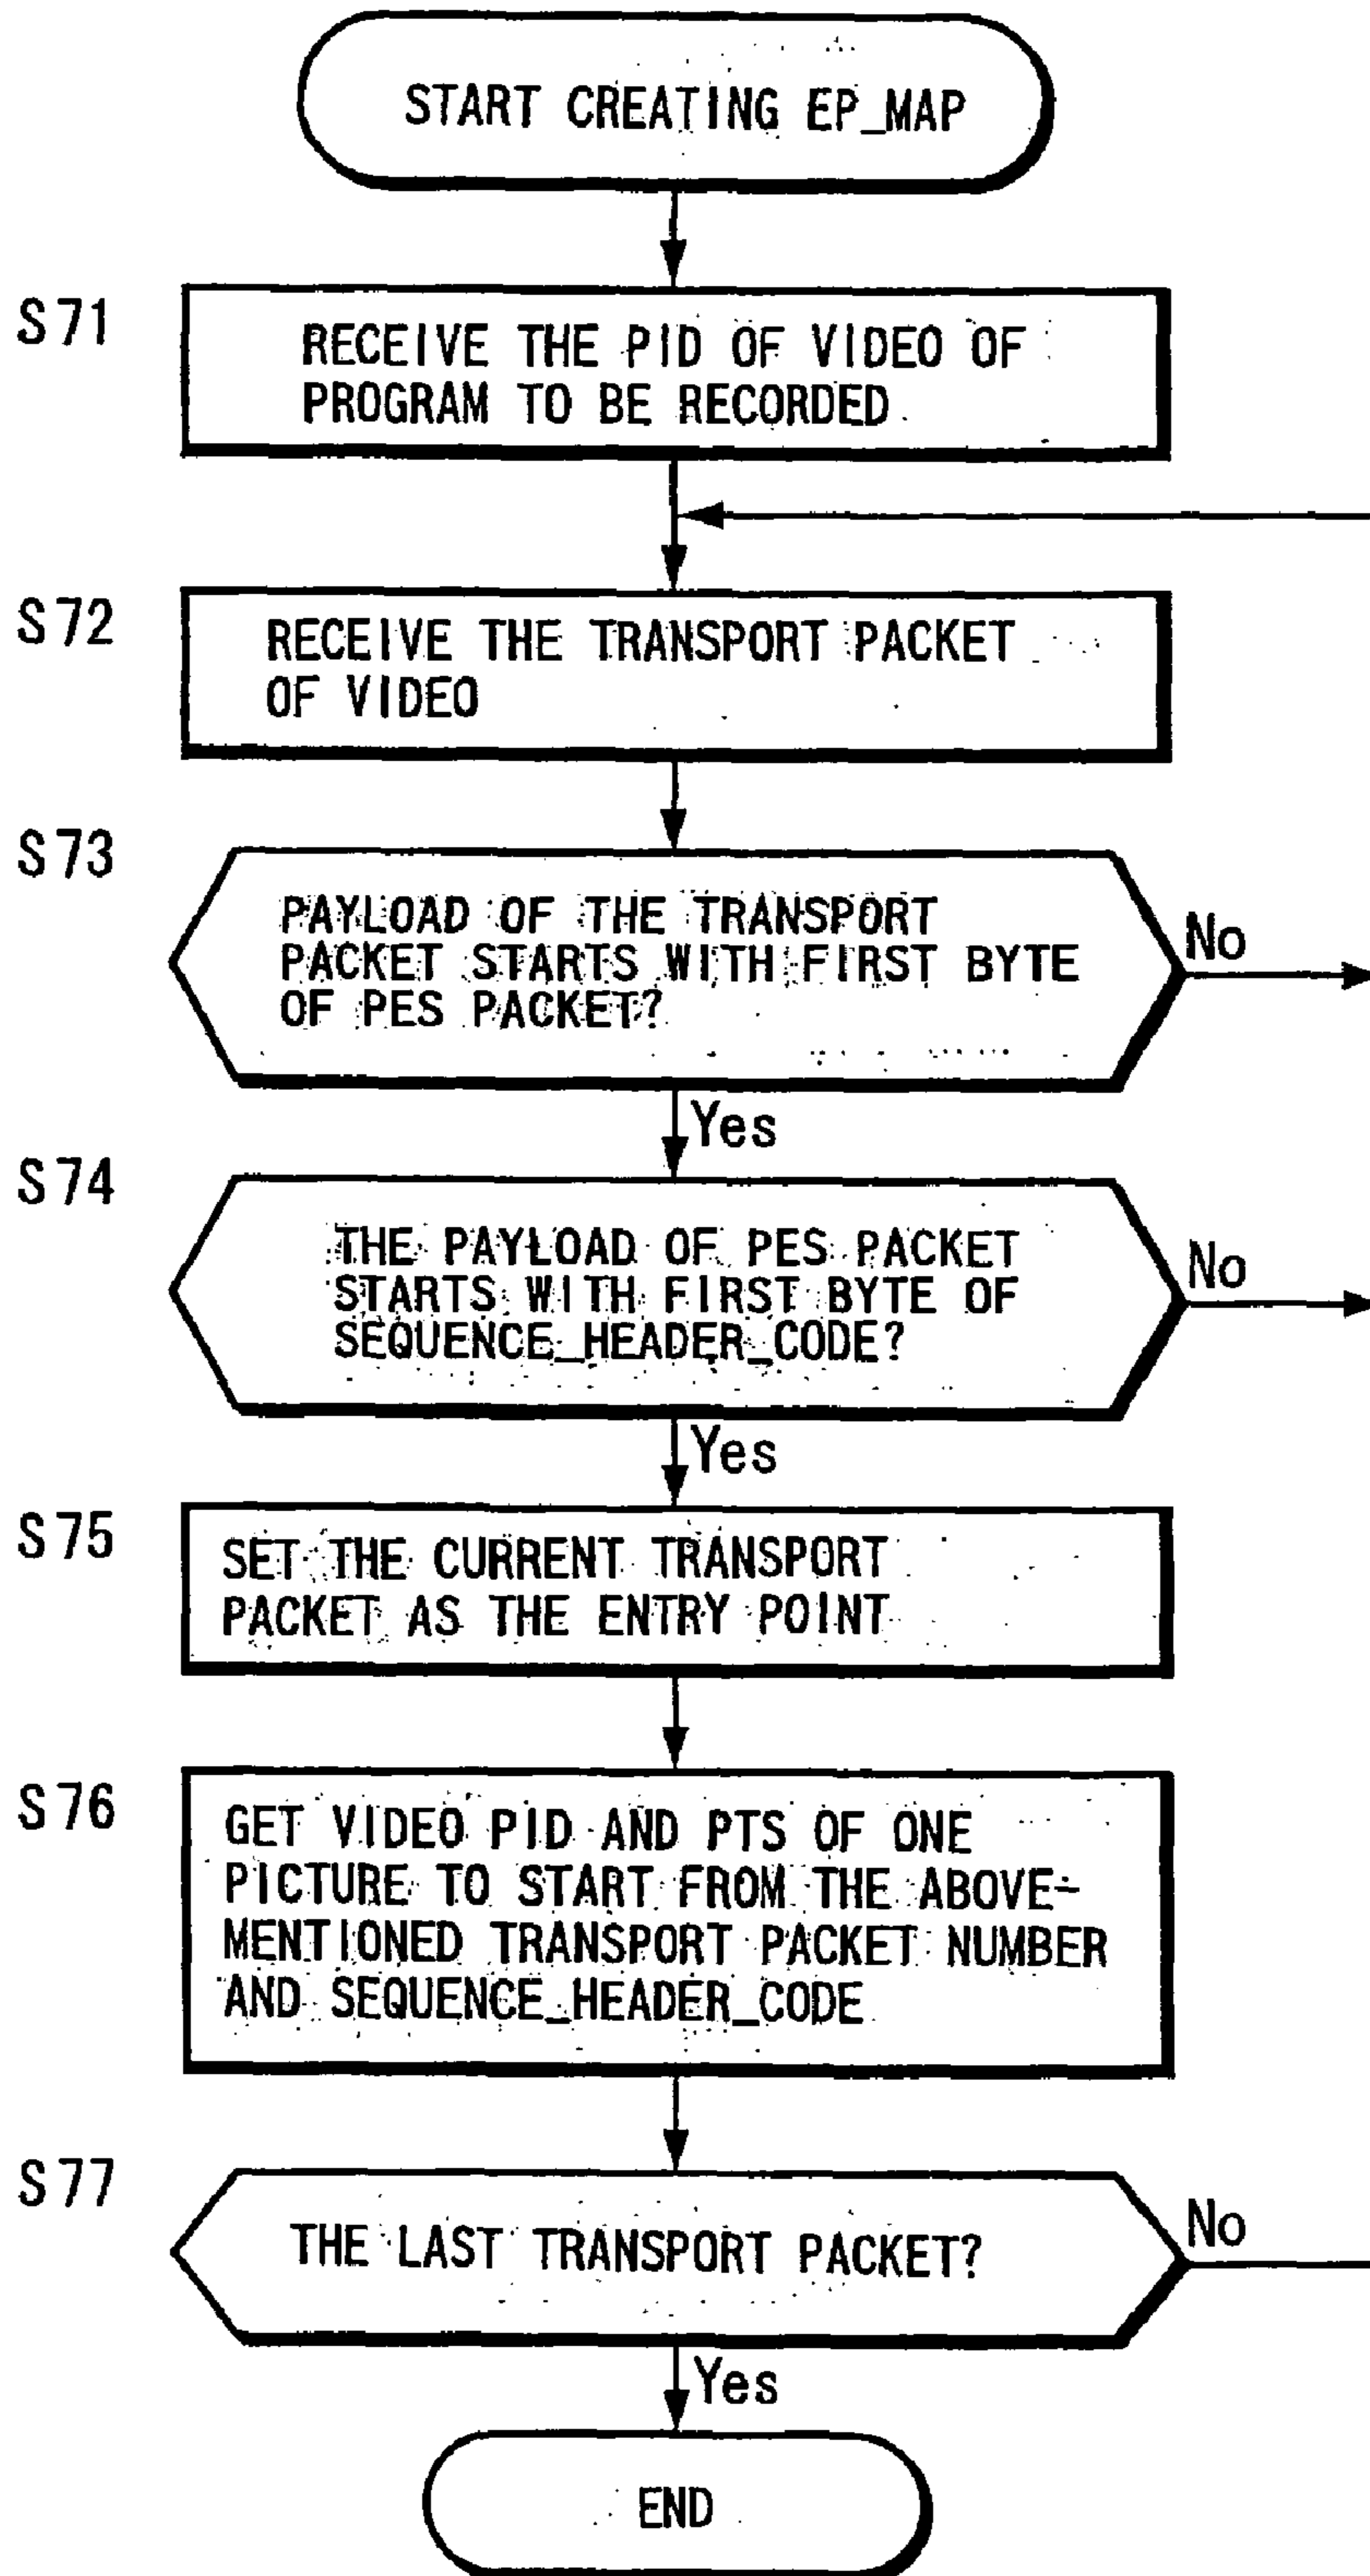 START CREATING EP_MAP
S71
RECEIVE THE PID OF VIDEO OF
PROGRAM TO BE RECORDED
S72
RECEIVE THE TRANSPORT PACKET
OF VIDEO
S73
PAYLOAD OF THE TRANSPORT
PACKET STARTS WITH FIRST BYTE
OF PES PACKET?
No
Yes
S74
THE PAYLOAD OF PES PACKET
STARTS WITH FIRST BYTE OF
SEQUENCE_HEADER_CODE?
No
Yes
S75
SET THE CURRENT TRANSPORT
PACKET AS THE ENTRY POINT
S76
GET VIDEO PID AND PTS OF ONE
PICTURE TO START FROM THE ABOVE-
MENTIONED TRANSPORT PACKET NUMBER
AND SEQUENCE_HEADER_CODE
S77
THE LAST TRANSPORT PACKET?
No
Yes
END